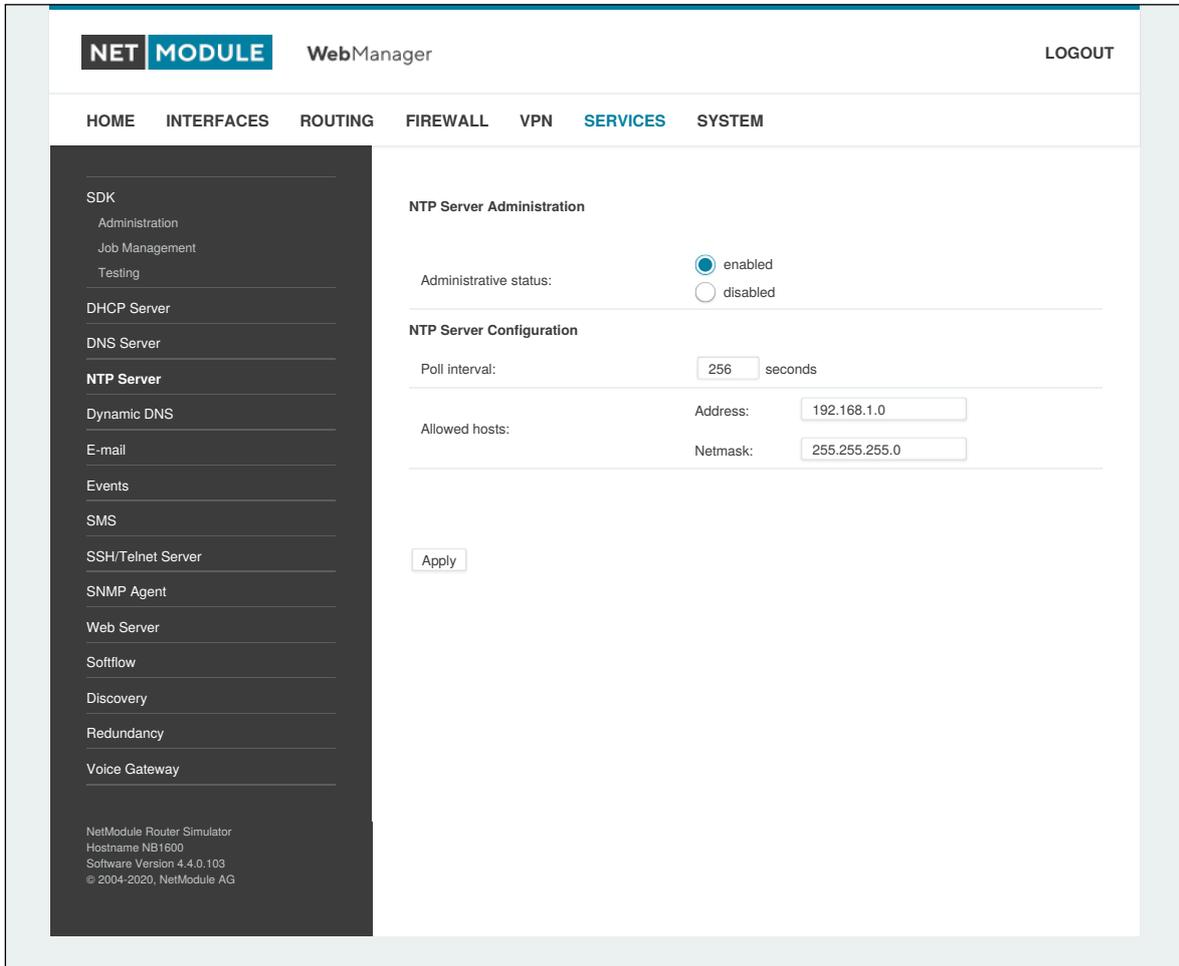 NET MODULE WebManager LOGOUT
HOME INTERFACES ROUTING FIREWALL VPN SERVICES SYSTEM
SDK
Administration
Job Management
Testing
DHCP Server
DNS Server
NTP Server
Dynamic DNS
E-mail
Events
SMS
SSH/Telnet Server
SNMP Agent
Web Server
Softflow
Discovery
Redundancy
Voice Gateway
NetModule Router Simulator
Hostname NB1600
Software Version 4.4.0.103
© 2004-2020, NetModule AG
NTP Server Administration
Administrative status:
enabled
disabled
NTP Server Configuration
Poll interval: 256 seconds
Allowed hosts:
Address: 192.168.1.0
Netmask: 255.255.255.0
Apply